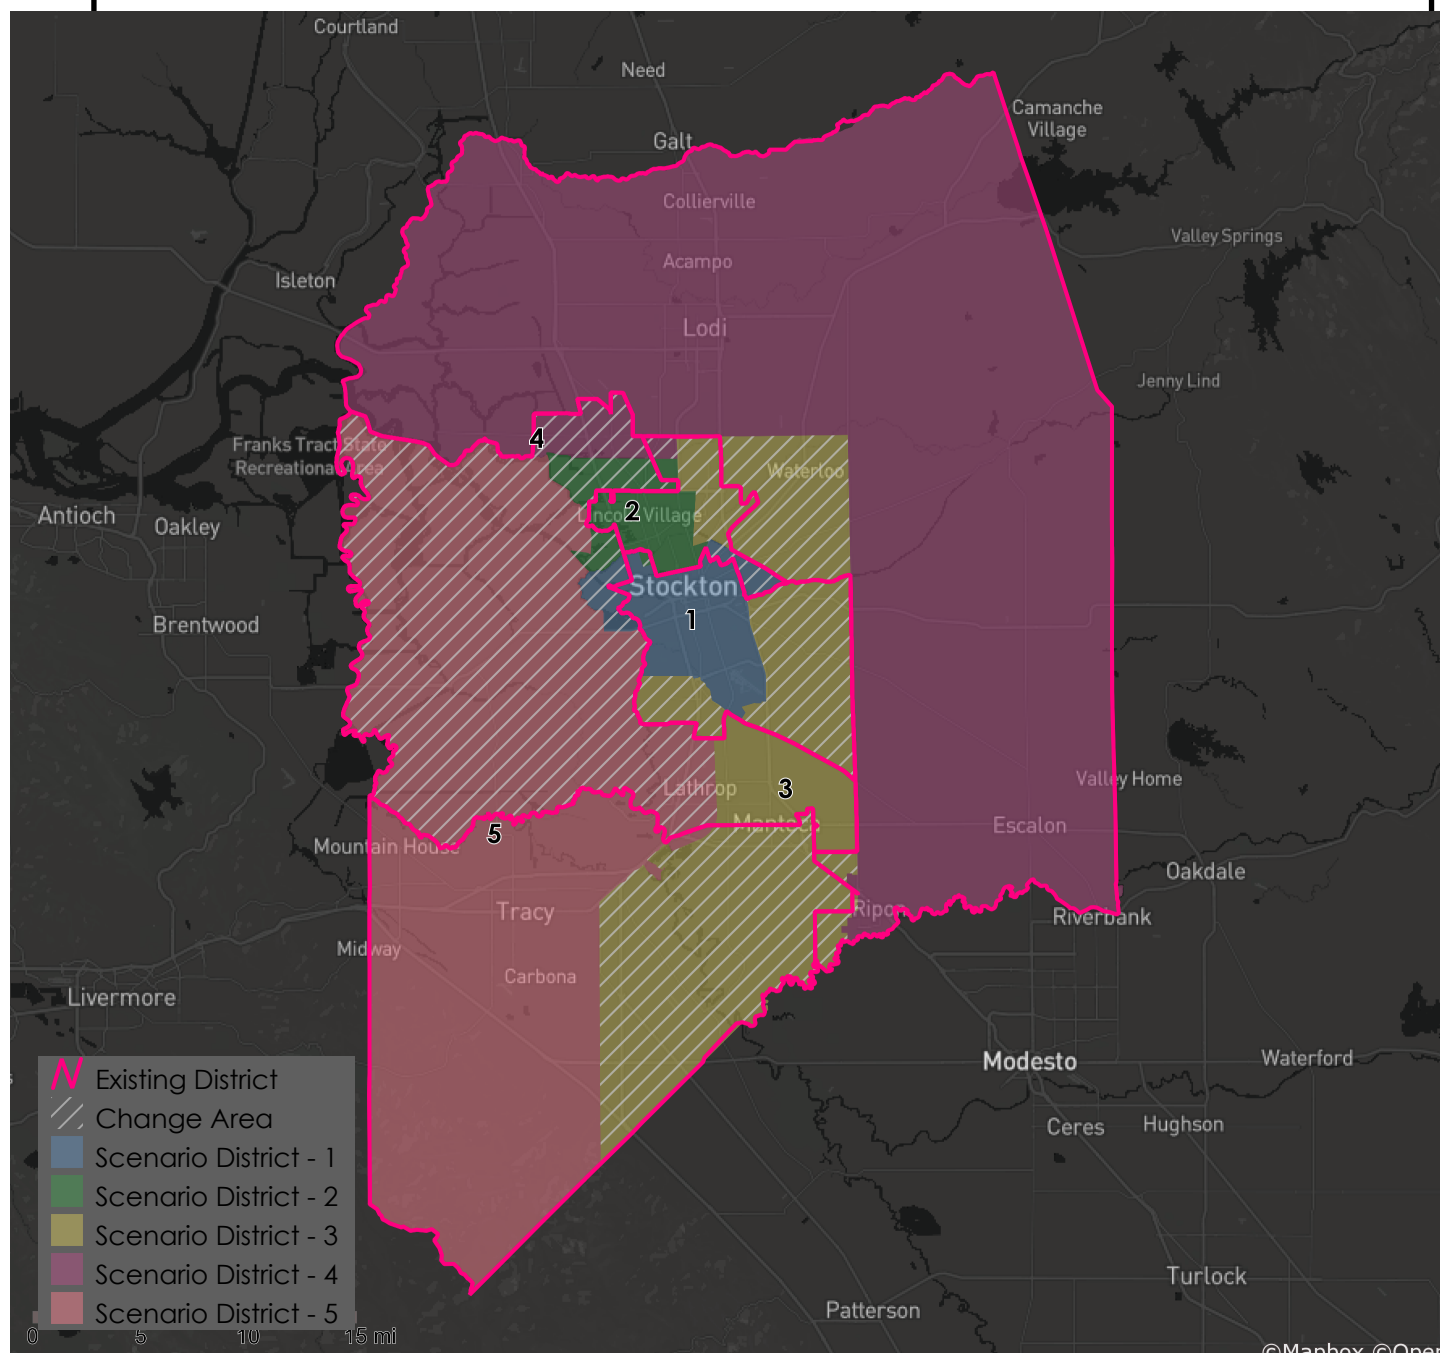 Courtland
Need
Camanche
Village
Galt
Collierville
Valley Springs
Acampo
Isleton
Lodi
Jenny Lind
4
Franks Tract State
Recreational Area
Waterloo
Antioch
Oakley
2
Lincoln Village
Stockton
1
Brentwood
Valley Home
Lathrop
3
Manteca
Escalon
5
Mountain House
Oakdale
Tracy
Ripon
Riverbank
Midway
Carbona
Livermore
Modesto
Waterford
Ceres
Hughson
Turlock
Patterson
Existing District
Change Area
Scenario District - 1
Scenario District - 2
Scenario District - 3
Scenario District - 4
Scenario District - 5
0 5 10 15 mi
©Mapbox ©Oper